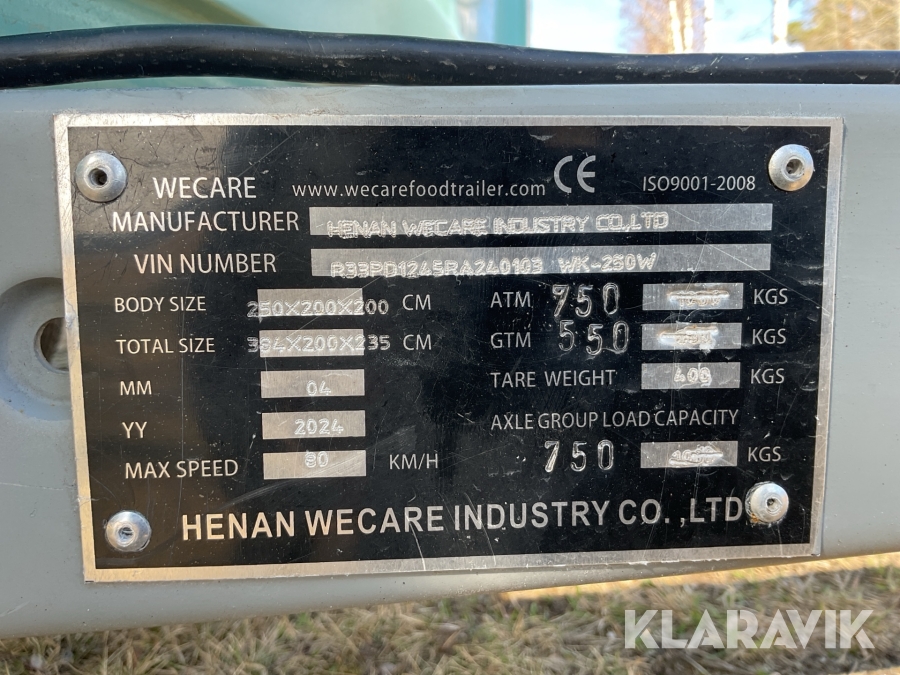 WECARE www.wecarefoodtrailer.com CE ISO9001-2008
MANUFACTURER HENAN WECARE INDUSTRY CO.,LTD
VIN NUMBER R33PD1245RA240103 WK-250W
BODY SIZE 250X200X200 CM ATM 750 KGS
TOTAL SIZE 384X200X235 CM GTM 550 KGS
MM 04 TARE WEIGHT 400 KGS
YY 2024 AXLE GROUP LOAD CAPACITY
MAX SPEED 80 KM/H 750 KGS
HENAN WECARE INDUSTRY CO. ,LTD
KLARAVIK